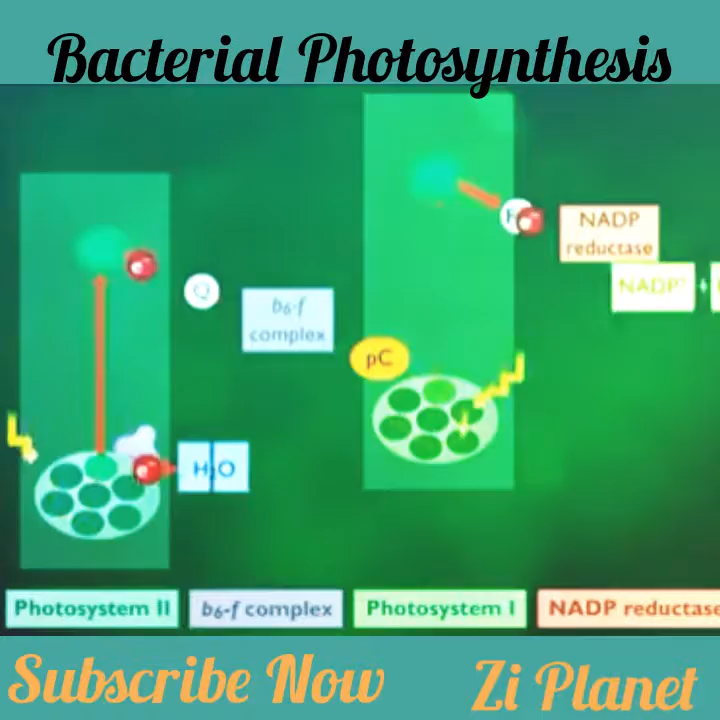 Bacterial Photosynthesis
NADP
reductase
NADP⁺ +
Q
b₆-f
complex
pC
H₂O
Photosystem II
b₆-f complex
Photosystem I
NADP reductase
Subscribe Now
Zi Planet